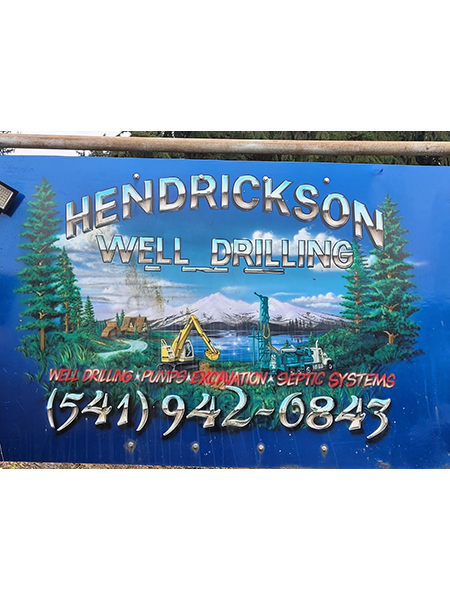 HENDRICKSON
WELL DRILLING
WELL DRILLING ★ PUMPS EXCAVATION ★ SEPTIC SYSTEMS
(541) 942-0843